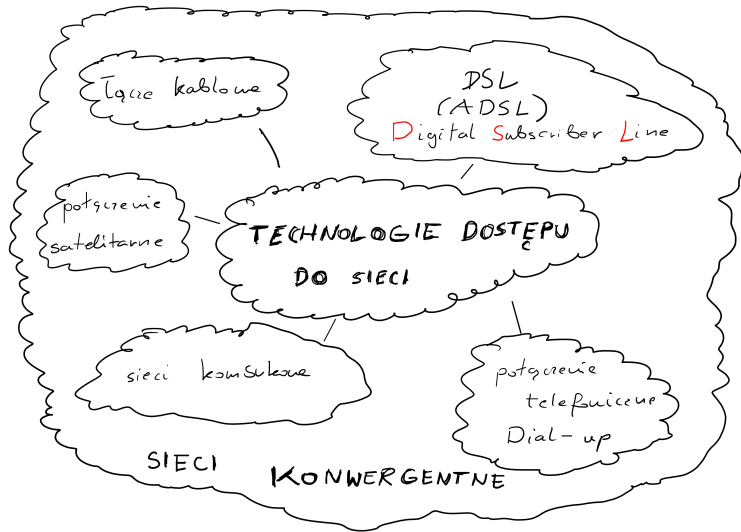 łącze kablowe
DSL
(ADSL)
Digital Subscriber Line
połączenie
satelitarne
TECHNOLOGIE DOSTĘPU
DO SIECI
sieci
połączenie
telefoniczne
Dial-up
SIECI KONWERGENTNE